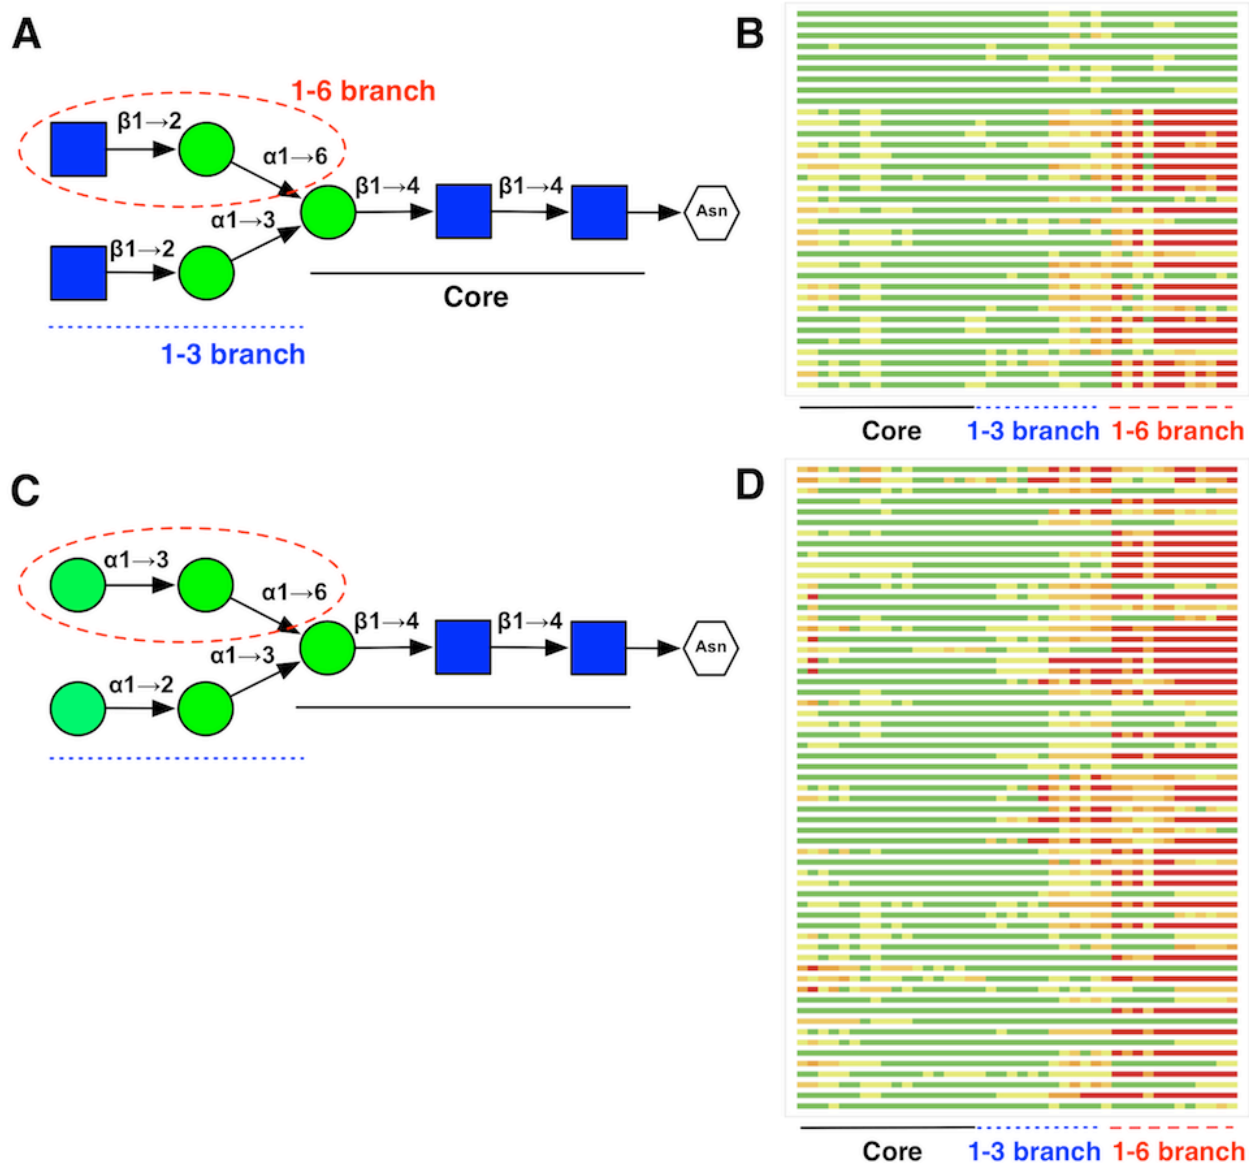 A
B
1-6 branch
β1→2
α1→6
β1→4
β1→4
Asn
α1→3
β1→2
Core
1-3 branch
Core
1-3 branch
1-6 branch
C
D
α1→3
α1→6
β1→4
β1→4
Asn
α1→3
α1→2
Core
1-3 branch
1-6 branch